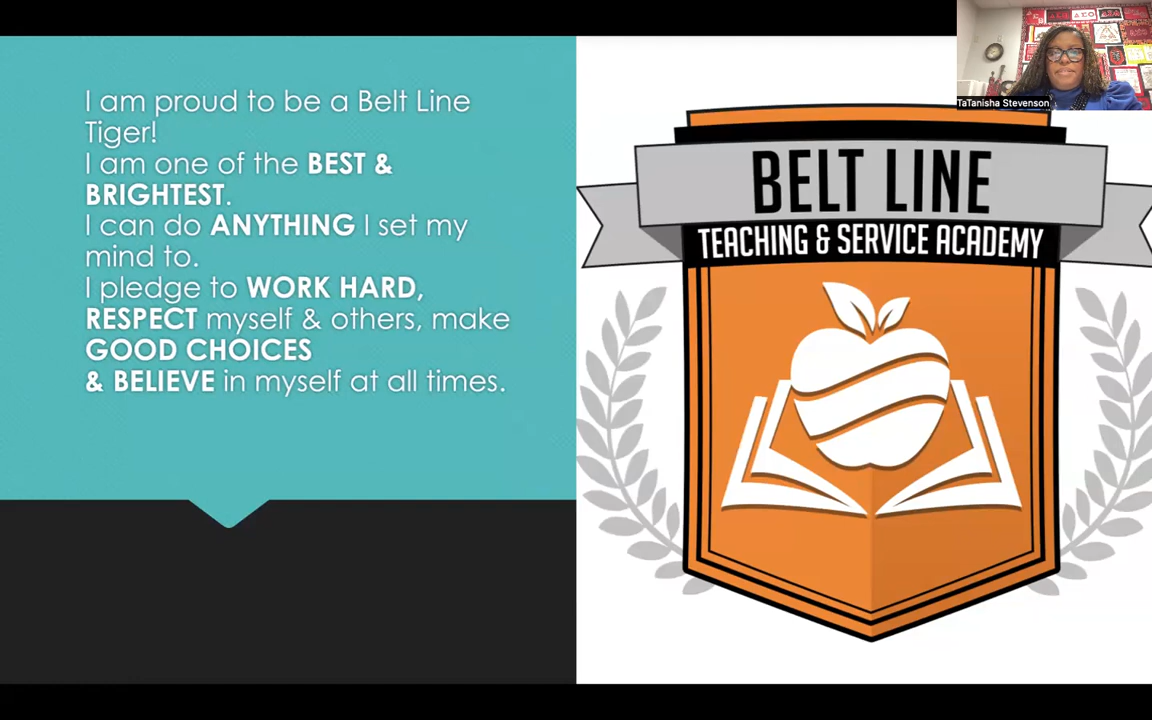 I am proud to be a Belt Line
Tiger!
I am one of the BEST &
BRIGHTEST.
I can do ANYTHING I set my
mind to.
I pledge to WORK HARD,
RESPECT myself & others, make
GOOD CHOICES
& BELIEVE in myself at all times.
TaTanisha Stevenson
BELT LINE
TEACHING & SERVICE ACADEMY